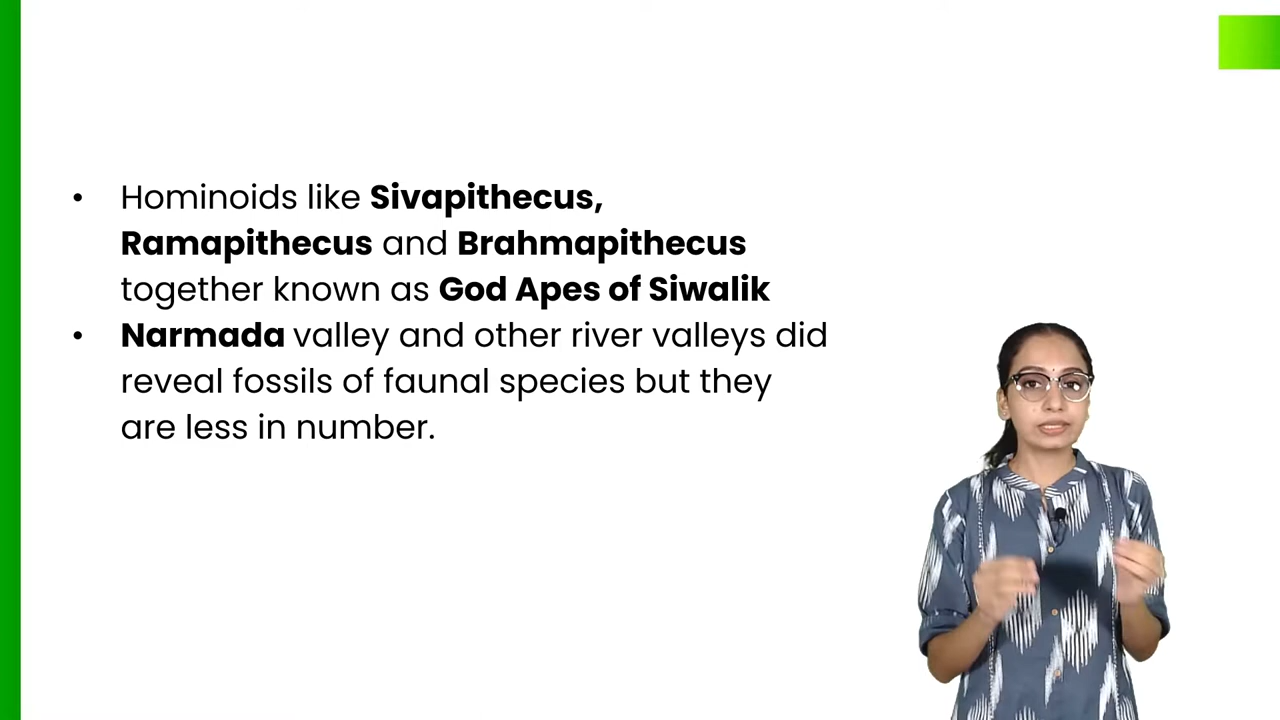 • Hominoids like Sivapithecus,
Ramapithecus and Brahmapithecus
together known as God Apes of Siwalik
• Narmada valley and other river valleys did
reveal fossils of faunal species but they
are less in number.